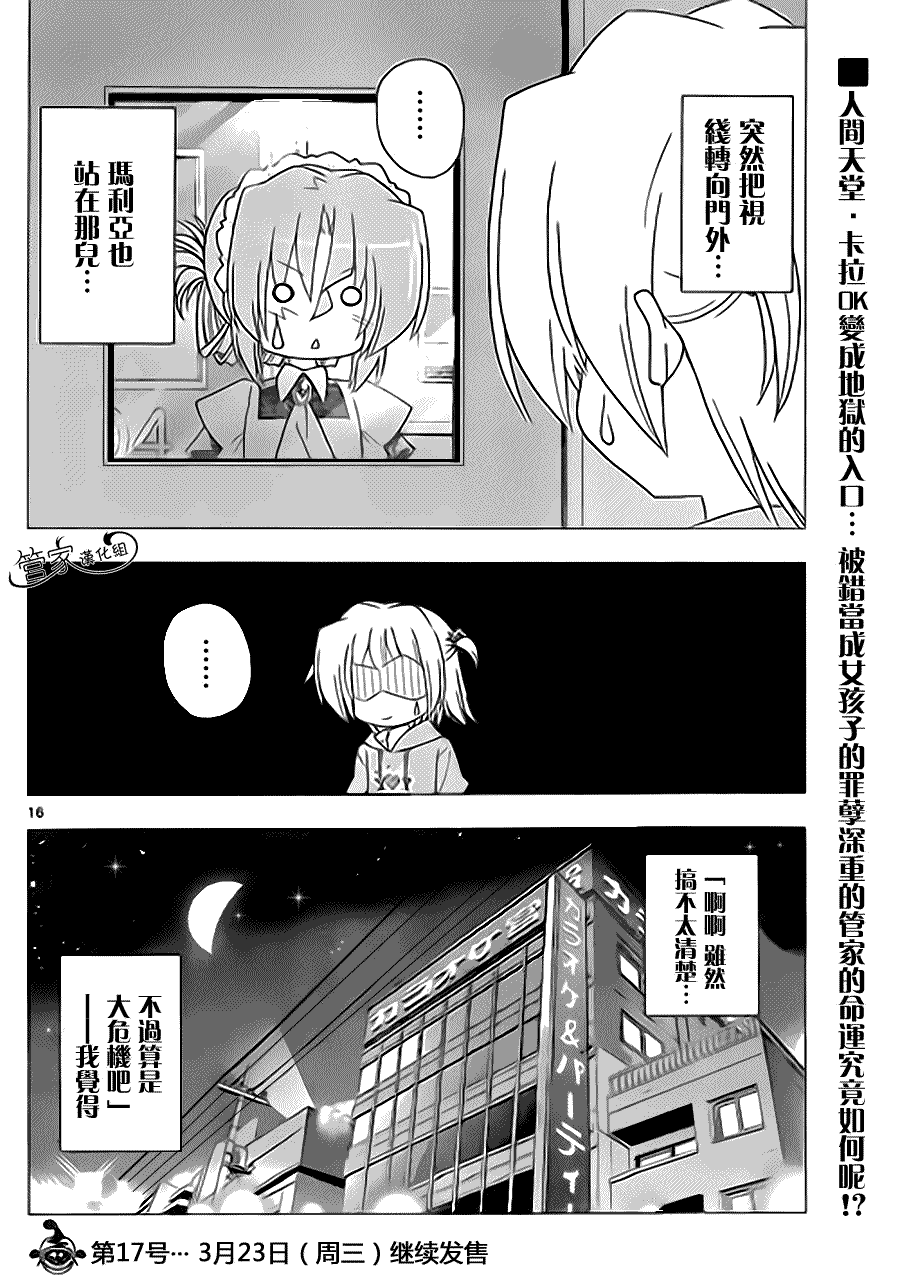 ■人間天堂・卡拉OK變成地獄的入口… 被錯當成女孩子的罪孽深重的管家的命運究竟如何呢!?
突然把視
綫轉向門外…
……
瑪利亞也
站在那兒…
04
管家漢化組
……
16
「啊啊 雖然
搞不太清楚…
カラオケ館
カラオケ&パーティ
カラ
不過算是
大危機吧」
——我覺得
第17号… 3月23日（周三）继续发售